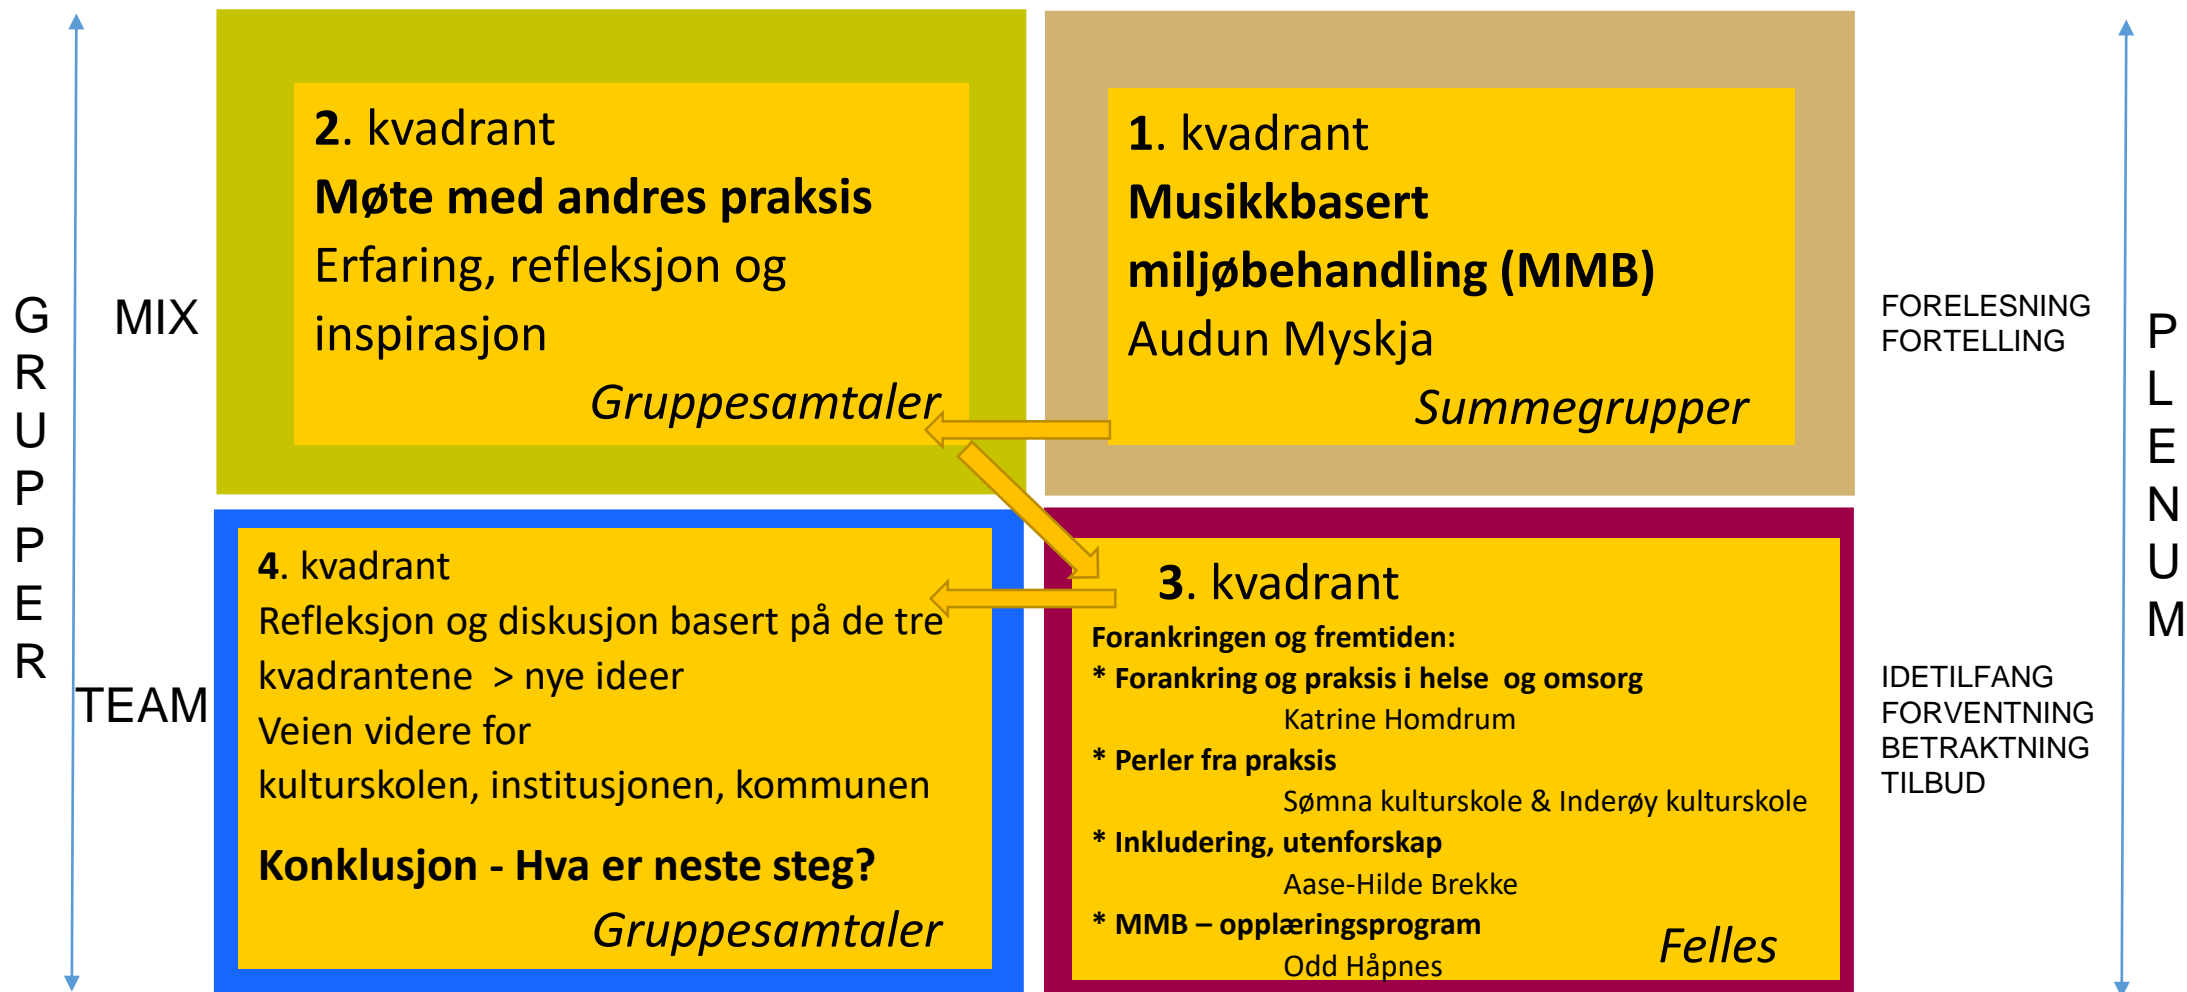 GRUPPER
MIX
2. kvadrant
Møte med andres praksis
Erfaring, refleksjon og
inspirasjon
Gruppesamtaler
1. kvadrant
Musikkbasert
miljøbehandling (MMB)
Audun Myskja
Summegrupper
FORELESNING
FORTELLING
PLENUM
TEAM
4. kvadrant
Refleksjon og diskusjon basert på de tre
kvadrantene > nye ideer
Veien videre for
kulturskolen, institusjonen, kommunen
Konklusjon - Hva er neste steg?
Gruppesamtaler
3. kvadrant
Forankringen og fremtiden:
* Forankring og praksis i helse og omsorg
Katrine Homdrum
* Perler fra praksis
Sømna kulturskole & Inderøy kulturskole
* Inkludering, utenforskap
Aase-Hilde Brekke
* MMB – opplæringsprogram
Odd Håpnes
Felles
IDETILFANG
FORVENTNING
BETRAKTNING
TILBUD